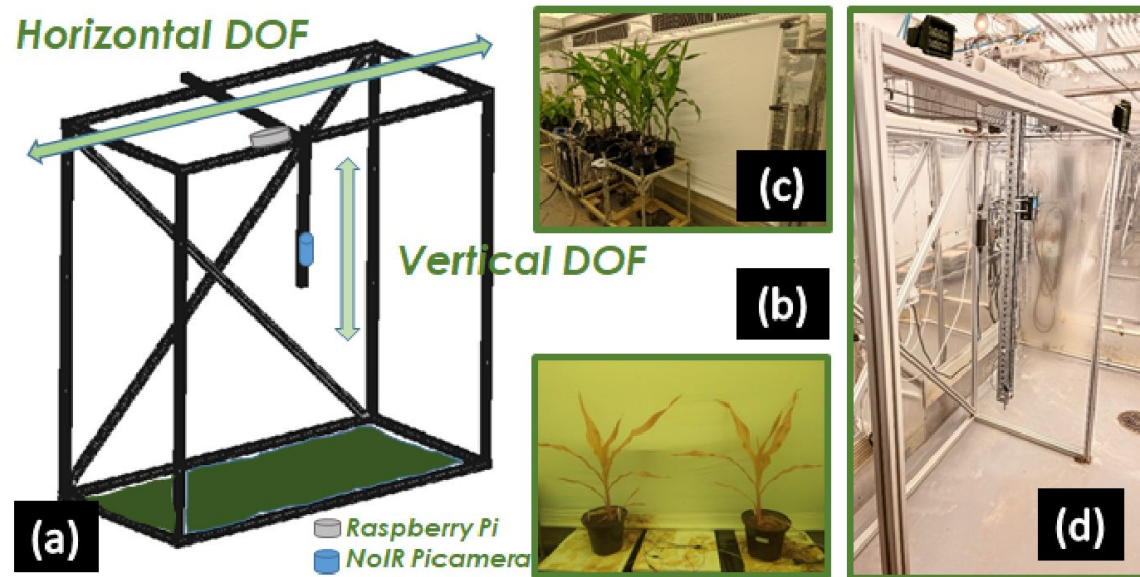 Horizontal DOF
Vertical DOF
(a)
Raspberry Pi
NoIR Picamera
(c)
(b)
(d)